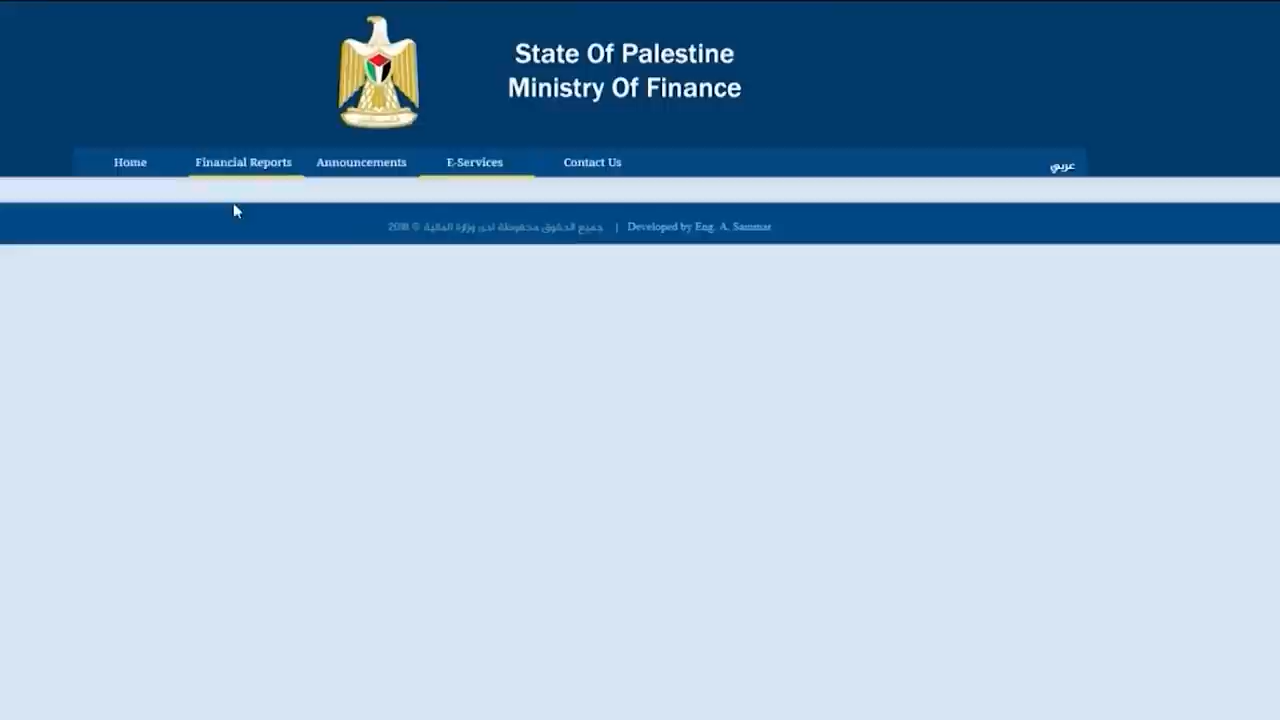 State Of Palestine
Ministry Of Finance
Home Financial Reports Announcements E-Services Contact Us عربي
جميع الحقوق محفوظة لدى وزارة المالية © 2018 | Developed by Eng. A. Sammar